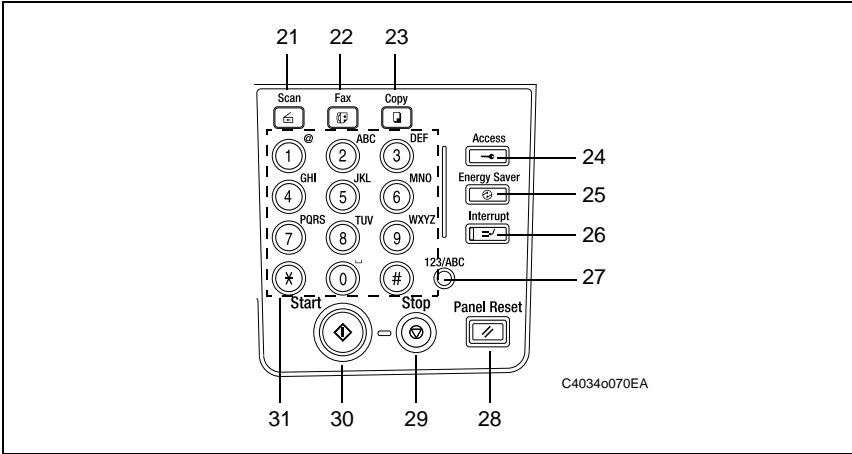 21 22 23
Scan Fax Copy
@ ABC DEF
1 2 3
Access
24
GHI JKL MNO
4 5 6
Energy Saver
25
PQRS TUV WXYZ
7 8 9
Interrupt
26
* 0 #
123/ABC
27
Start Stop Panel Reset
C4034o070EA
31 30 29 28